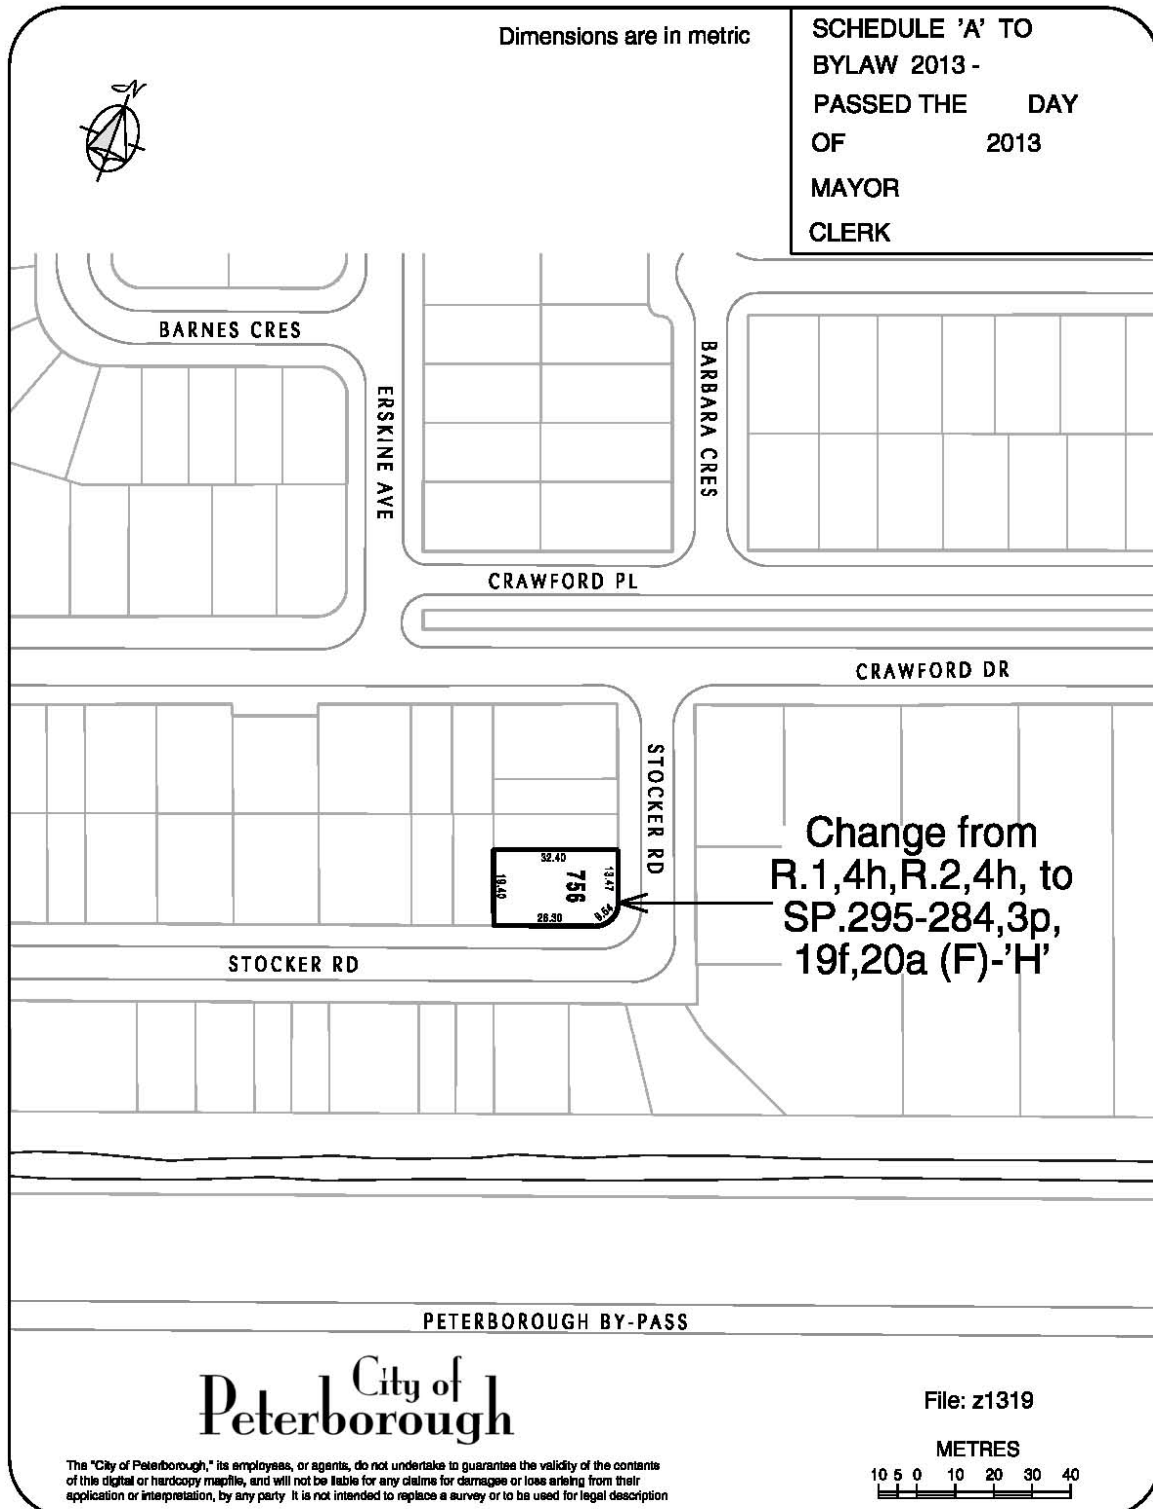 Dimensions are in metric
SCHEDULE 'A' TO
BYLAW 2013 -
PASSED THE DAY
OF 2013
MAYOR
CLERK
N
BARNES CRES
ERSKINE AVE
BARBARA CRES
CRAWFORD PL
CRAWFORD DR
STOCKER RD
Change from
R.1,4h,R.2,4h, to
SP.295-284,3p,
19f,20a (F)-'H'
32.40
19.40
756
13.47
28.30
STOCKER RD
PETERBOROUGH BY-PASS
City of
Peterborough
The "City of Peterborough," its employees, or agents, do not undertake to guarantee the validity of the contents
of this digital or hardcopy mapfile, and will not be liable for any claims for damages or loss arising from their
application or interpretation, by any party It is not intended to replace a survey or to be used for legal description
File: z1319
METRES
10 5 0 10 20 30 40